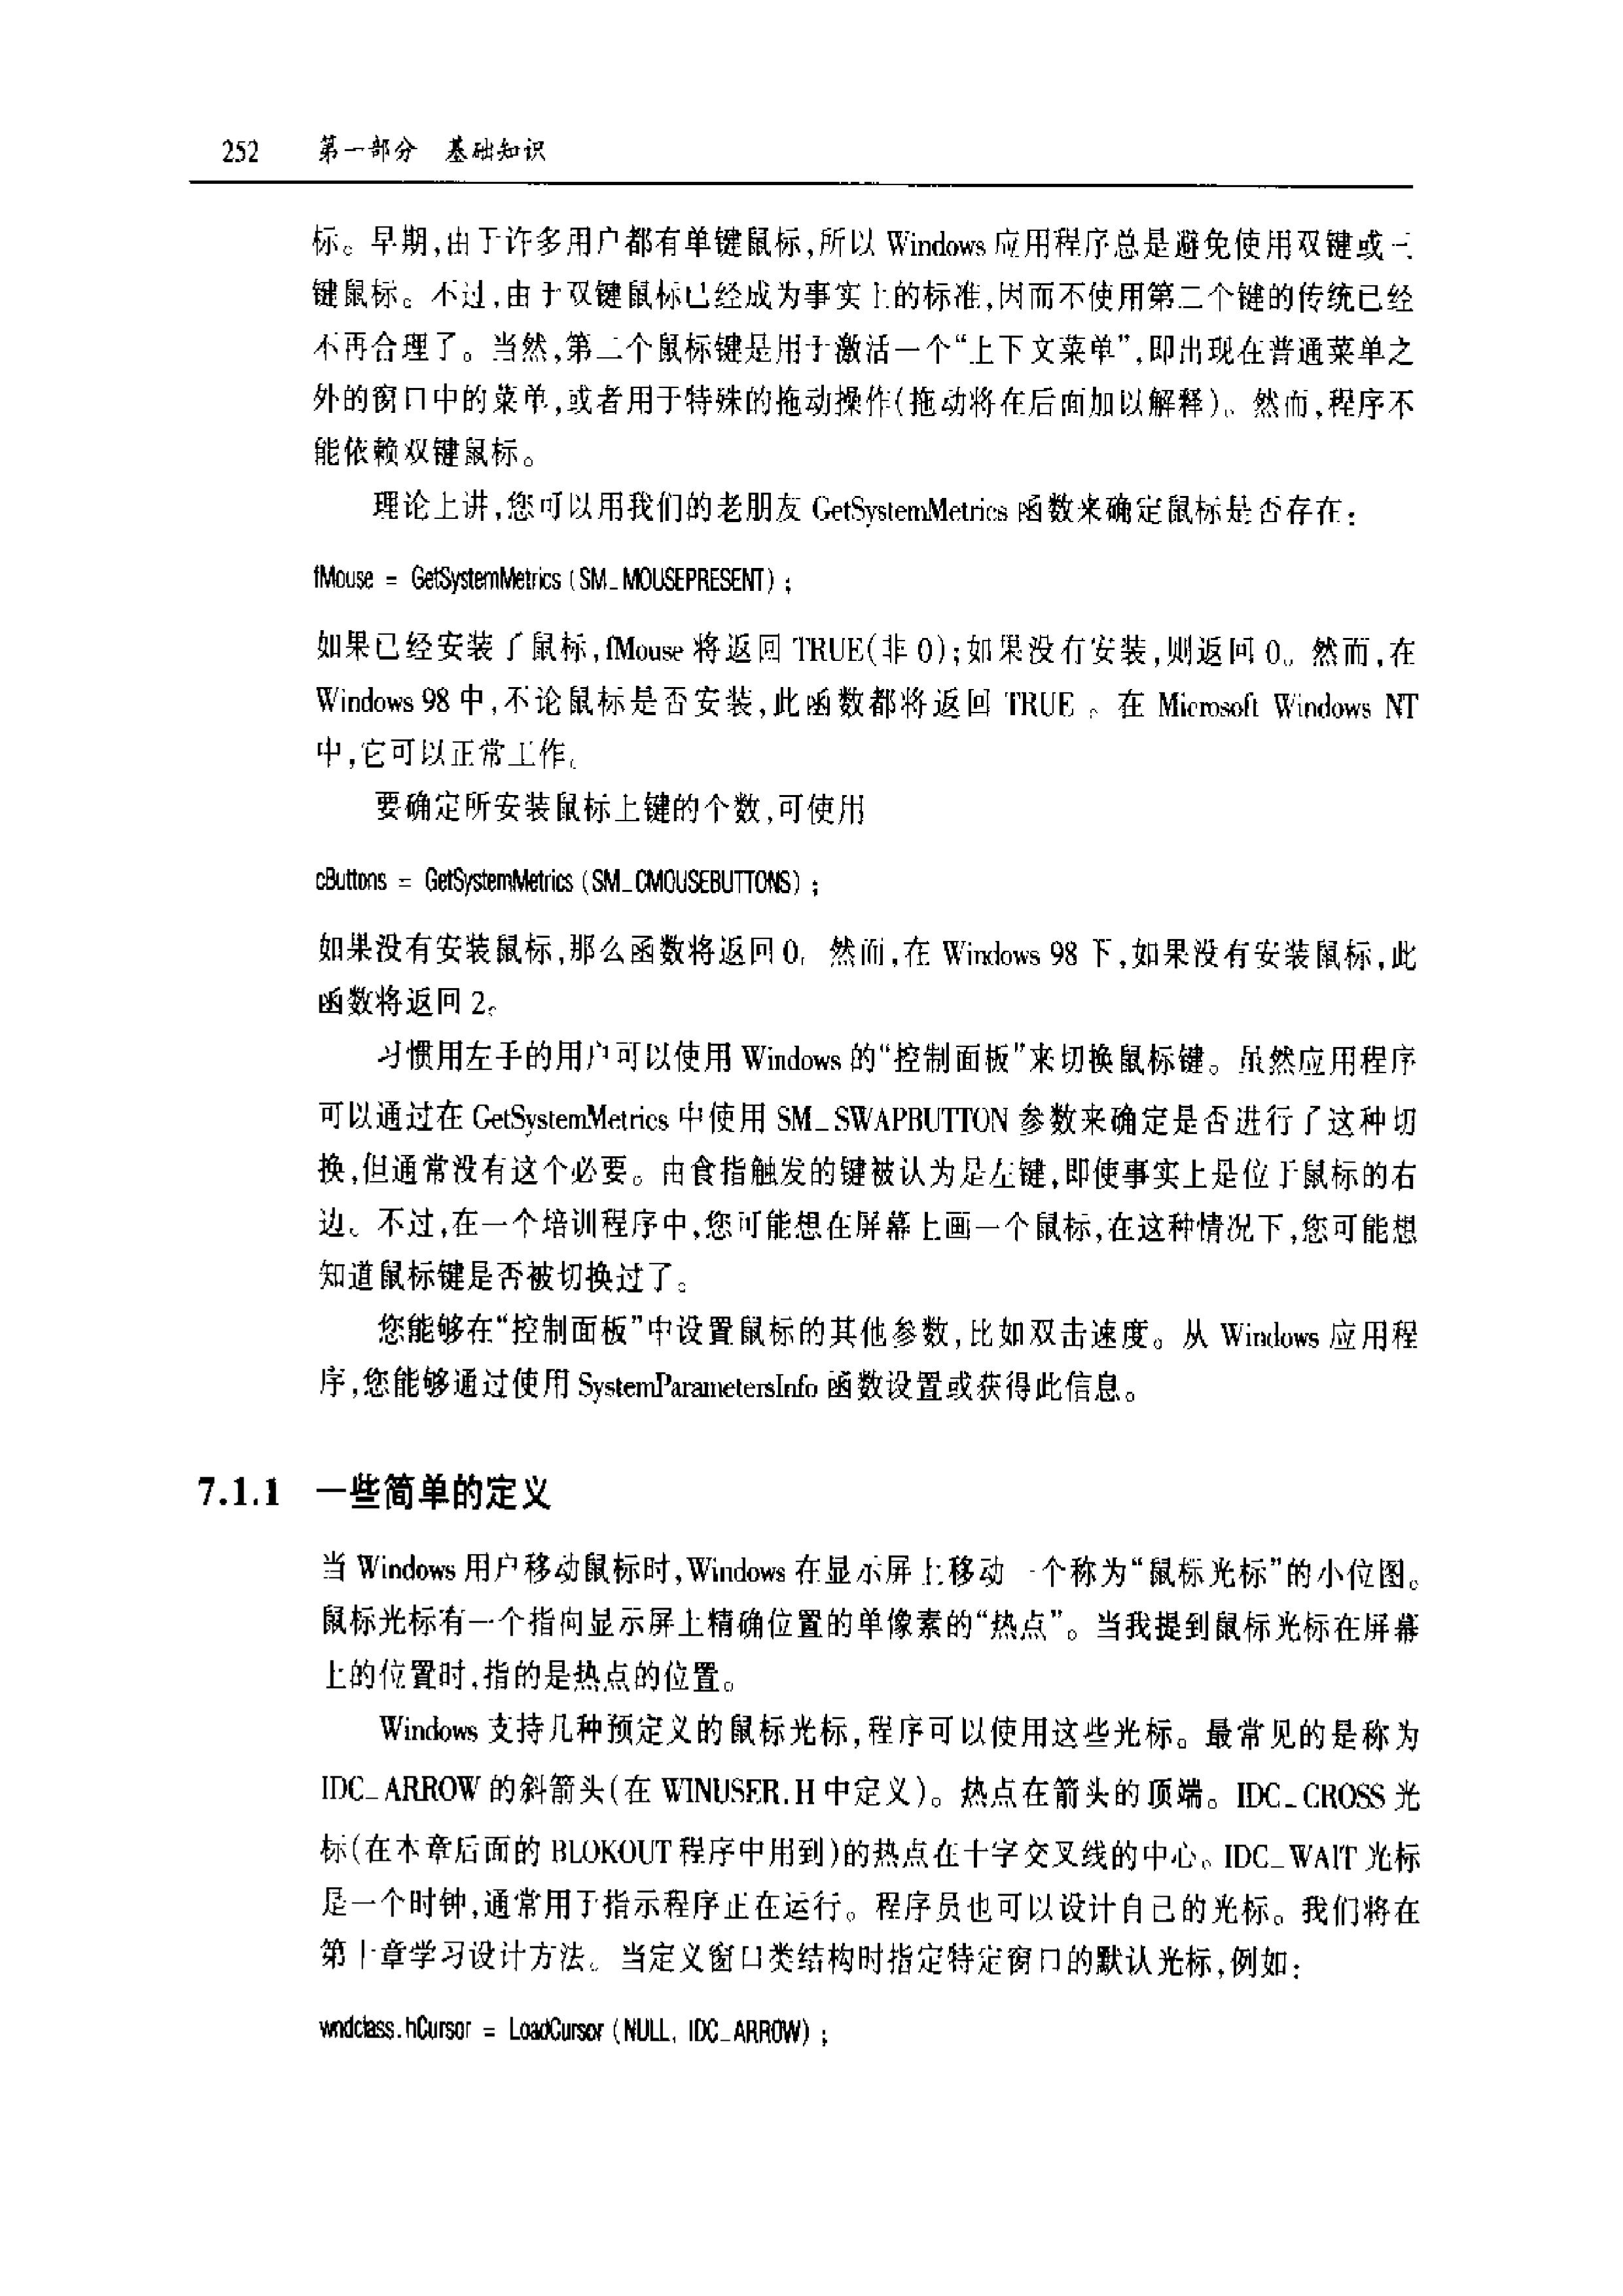 252 第一部分 基础知识
标。早期,由于许多用户都有单键鼠标,所以 Windows 应用程序总是避免使用双键或三
键鼠标。不过,由于双键鼠标已经成为事实上的标准,因而不使用第二个键的传统已经
不再合理了。当然,第二个鼠标键是用于激活一个“上下文菜单”,即出现在普通菜单之
外的窗口中的菜单,或者用于特殊的拖动操作(拖动将在后面加以解释)。然而,程序不
能依赖双键鼠标。
理论上讲,您可以用我们的老朋友 GetSystemMetrics 函数来确定鼠标是否存在:
fMouse = GetSystemMetrics (SM_MOUSEPRESENT) ;
如果已经安装了鼠标,fMouse 将返回 TRUE(非 0);如果没有安装,则返回 0。然而,在
Windows 98 中,不论鼠标是否安装,此函数都将返回 TRUE 。在 Microsoft Windows NT
中,它可以正常工作。
要确定所安装鼠标上键的个数,可使用
cButtons = GetSystemMetrics (SM_CMOUSEBUTTONS) ;
如果没有安装鼠标,那么函数将返回 0。然而,在 Windows 98 下,如果没有安装鼠标,此
函数将返回 2。
习惯用左手的用户可以使用 Windows 的“控制面板”来切换鼠标键。虽然应用程序
可以通过在 GetSystemMetrics 中使用 SM_SWAPBUTTON 参数来确定是否进行了这种切
换,但通常没有这个必要。由食指触发的键被认为是左键,即使事实上是位于鼠标的右
边。不过,在一个培训程序中,您可能想在屏幕上画一个鼠标,在这种情况下,您可能想
知道鼠标键是否被切换过了。
您能够在“控制面板”中设置鼠标的其他参数,比如双击速度。从 Windows 应用程
序,您能够通过使用 SystemParametersInfo 函数设置或获得此信息。
7.1.1 一些简单的定义
当 Windows 用户移动鼠标时,Windows 在显示屏上移动一个称为“鼠标光标”的小位图。
鼠标光标有一个指向显示屏上精确位置的单像素的“热点”。当我提到鼠标光标在屏幕
上的位置时,指的是热点的位置。
Windows 支持几种预定义的鼠标光标,程序可以使用这些光标。最常见的是称为
IDC_ARROW 的斜箭头(在 WINUSER.H 中定义)。热点在箭头的顶端。IDC_CROSS 光
标(在本章后面的 BLOKOUT 程序中用到)的热点在十字交叉线的中心。IDC_WAIT 光标
是一个时钟,通常用于指示程序正在运行。程序员也可以设计自己的光标。我们将在
第十章学习设计方法。当定义窗口类结构时指定特定窗口的默认光标,例如:
wndclass.hCursor = LoadCursor (NULL, IDC_ARROW) ;